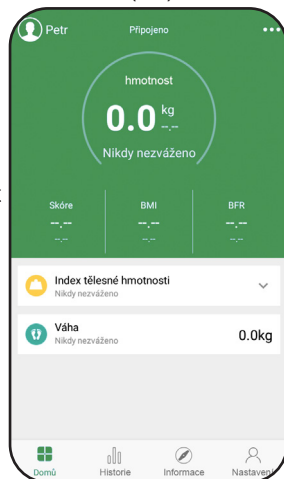 Petr
Připojeno
hmotnost
0.0 kg
--.--
Nikdy nezváženo
Skóre BMI BFR
--.-- --.-- --.--
--.-- --.-- --.--
Index tělesné hmotnosti
Nikdy nezváženo
Váha
Nikdy nezváženo
0.0kg
Domů Historie Informace Nastavení